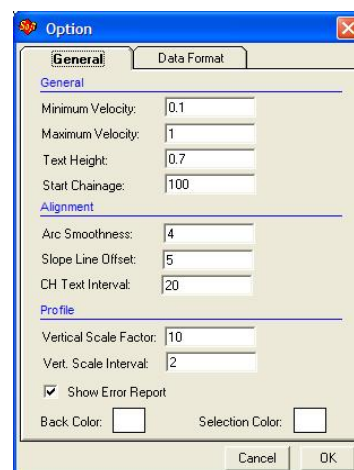 Option
General Data Format
General
Minimum Velocity: 0.1
Maximum Velocity: 1
Text Height: 0.7
Start Chainage: 100
Alignment
Arc Smoothness: 4
Slope Line Offset: 5
CH Text Interval: 20
Profile
Vertical Scale Factor: 10
Vert. Scale Interval: 2
Show Error Report
Back Color: Selection Color:
Cancel OK